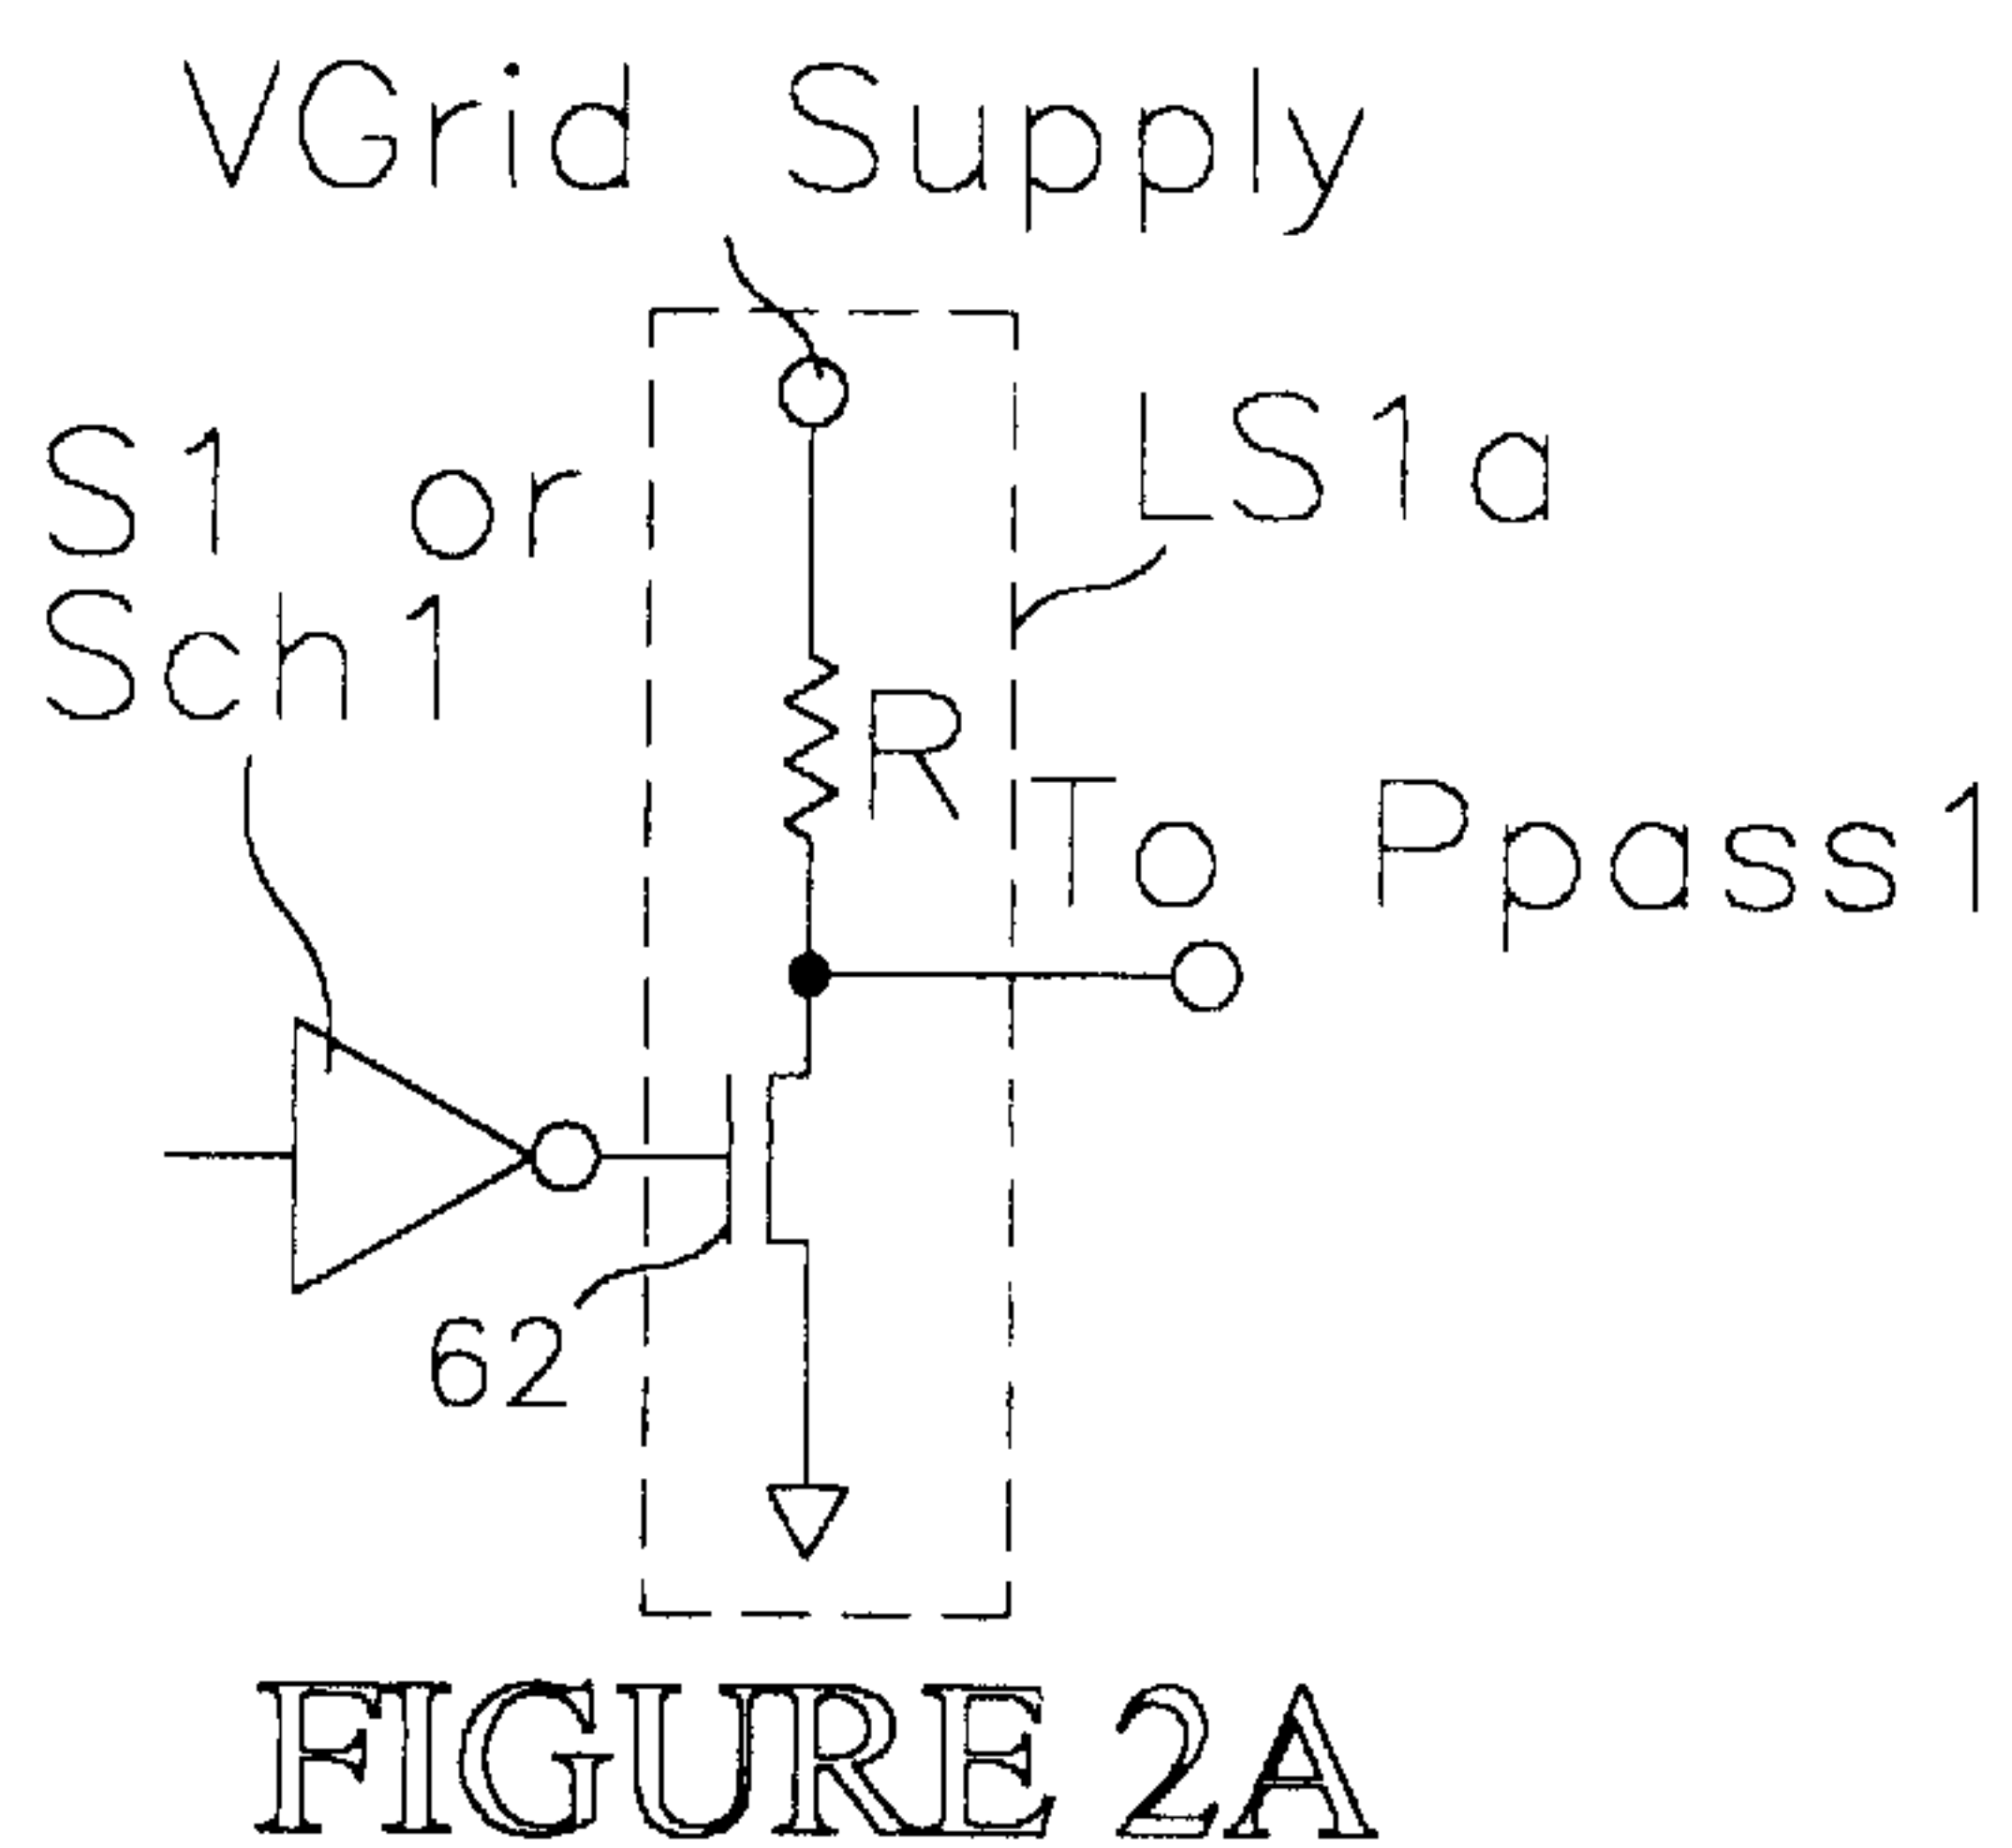 VGrid Supply
S1 or
Sch1
LS1a
R
To Ppass1
62
FIGURE 2A